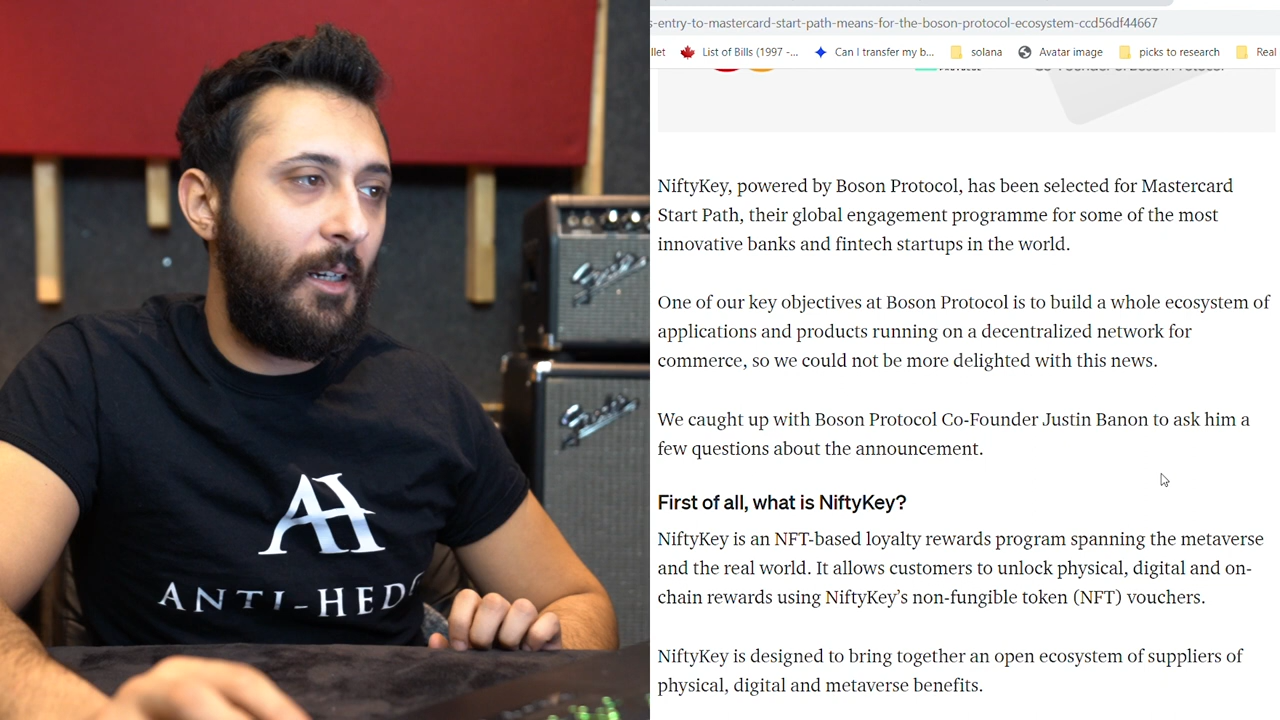 AH
ANTI-HED
Fender
Fender
s-entry-to-mastercard-start-path-means-for-the-boson-protocol-ecosystem-ccd56df44667
llet List of Bills (1997 -... Can I transfer my b... solana Avatar image picks to research Real
NiftyKey, powered by Boson Protocol, has been selected for Mastercard
Start Path, their global engagement programme for some of the most
innovative banks and fintech startups in the world.
One of our key objectives at Boson Protocol is to build a whole ecosystem of
applications and products running on a decentralized network for
commerce, so we could not be more delighted with this news.
We caught up with Boson Protocol Co-Founder Justin Banon to ask him a
few questions about the announcement.
First of all, what is NiftyKey?
NiftyKey is an NFT-based loyalty rewards program spanning the metaverse
and the real world. It allows customers to unlock physical, digital and on-
chain rewards using NiftyKey’s non-fungible token (NFT) vouchers.
NiftyKey is designed to bring together an open ecosystem of suppliers of
physical, digital and metaverse benefits.